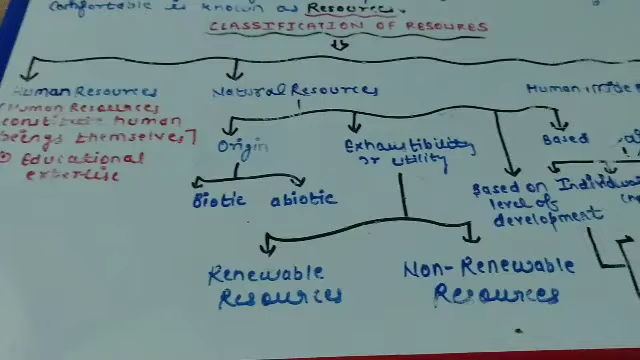 comfortable is known as Resources.
CLASSIFICATION OF RESOURES
Human Resources
Natural Resources
Human made
(Human Resources
constitute human
beings themselves]
Educational
expertise
Origin
Exhaustibility
or utility
Based
Biotic abiotic
Based on
level of
development
Individual
Renewable
Resources
Non-Renewable
Resources